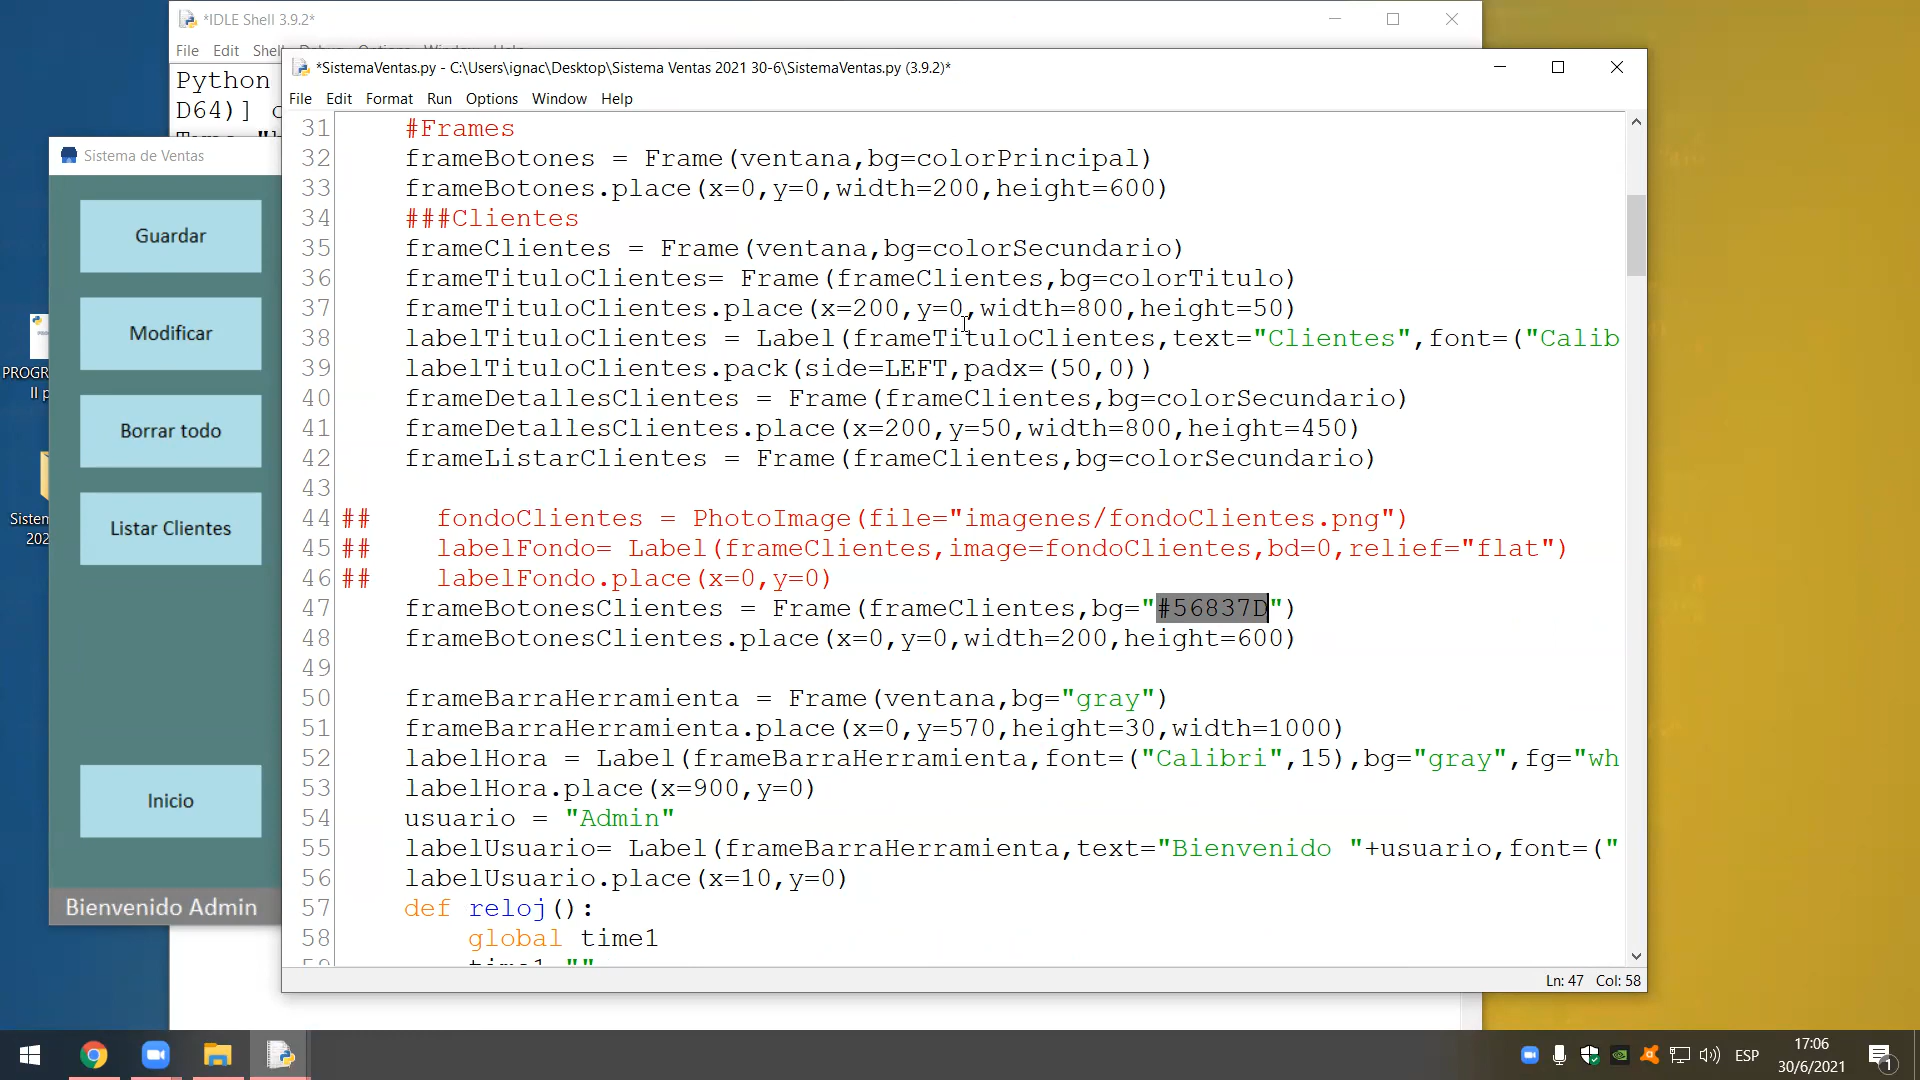 *IDLE Shell 3.9.2*
File Edit Shell Debug Options Window Help
Python
D64)] c
*SistemaVentas.py - C:\Users\ignac\Desktop\Sistema Ventas 2021 30-6\SistemaVentas.py (3.9.2)*
File Edit Format Run Options Window Help
31 #Frames
32 frameBotones = Frame(ventana,bg=colorPrincipal)
33 frameBotones.place(x=0,y=0,width=200,height=600)
34 ###Clientes
35 frameClientes = Frame(ventana,bg=colorSecundario)
36 frameTituloClientes= Frame(frameClientes,bg=colorTitulo)
37 frameTituloClientes.place(x=200,y=0,width=800,height=50)
38 labelTituloClientes = Label(frameTituloClientes,text="Clientes",font=("Calib
39 labelTituloClientes.pack(side=LEFT,padx=(50,0))
40 frameDetallesClientes = Frame(frameClientes,bg=colorSecundario)
41 frameDetallesClientes.place(x=200,y=50,width=800,height=450)
42 frameListarClientes = Frame(frameClientes,bg=colorSecundario)
43
44 ## fondoClientes = PhotoImage(file="imagenes/fondoClientes.png")
45 ## labelFondo= Label(frameClientes,image=fondoClientes,bd=0,relief="flat")
46 ## labelFondo.place(x=0,y=0)
47 frameBotonesClientes = Frame(frameClientes,bg="#56837D")
48 frameBotonesClientes.place(x=0,y=0,width=200,height=600)
49
50 frameBarraHerramienta = Frame(ventana,bg="gray")
51 frameBarraHerramienta.place(x=0,y=570,height=30,width=1000)
52 labelHora = Label(frameBarraHerramienta,font=("Calibri",15),bg="gray",fg="wh
53 labelHora.place(x=900,y=0)
54 usuario = "Admin"
55 labelUsuario= Label(frameBarraHerramienta,text="Bienvenido "+usuario,font=("
56 labelUsuario.place(x=10,y=0)
57 def reloj():
58 global time1
Ln: 47 Col: 58
Sistema de Ventas
Guardar
Modificar
Borrar todo
Listar Clientes
Inicio
Bienvenido Admin
PROGR
II p
Sistem
202
ESP
17:06
30/6/2021
1